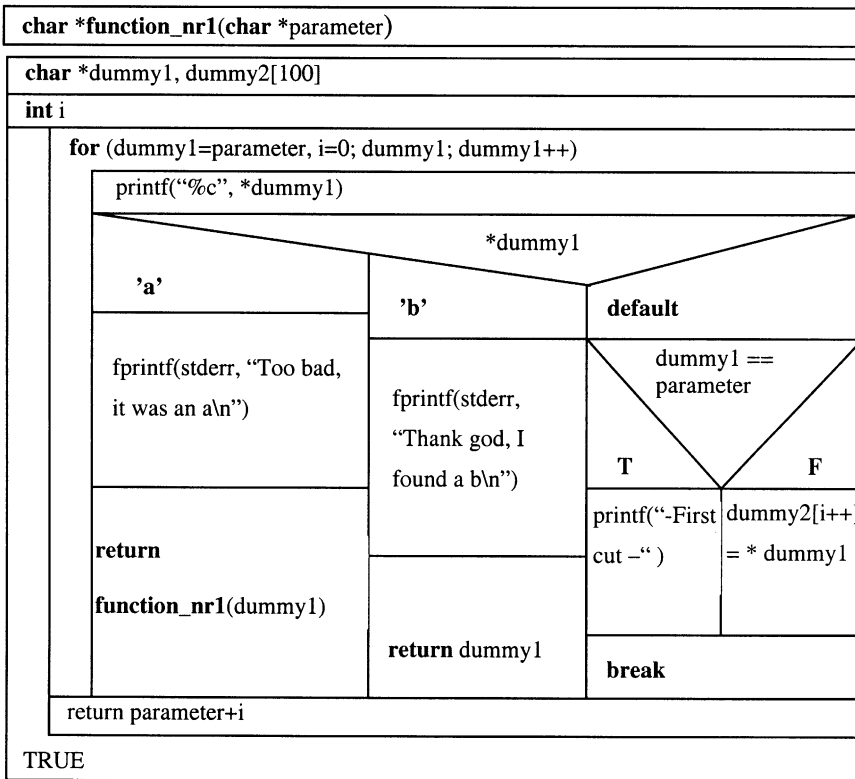 char *function_nr1(char *parameter)
char *dummy1, dummy2[100]
int i
for (dummy1=parameter, i=0; dummy1; dummy1++)
printf(“%c”, *dummy1)
*dummy1
’a’
’b’
default
fprintf(stderr, “Too bad,
it was an a\n”)
fprintf(stderr,
“Thank god, I
found a b\n”)
dummy1 ==
parameter
T
F
printf(“-First
cut –“ )
dummy2[i++]
= * dummy1
return
function_nr1(dummy1)
return dummy1
break
return parameter+i
TRUE